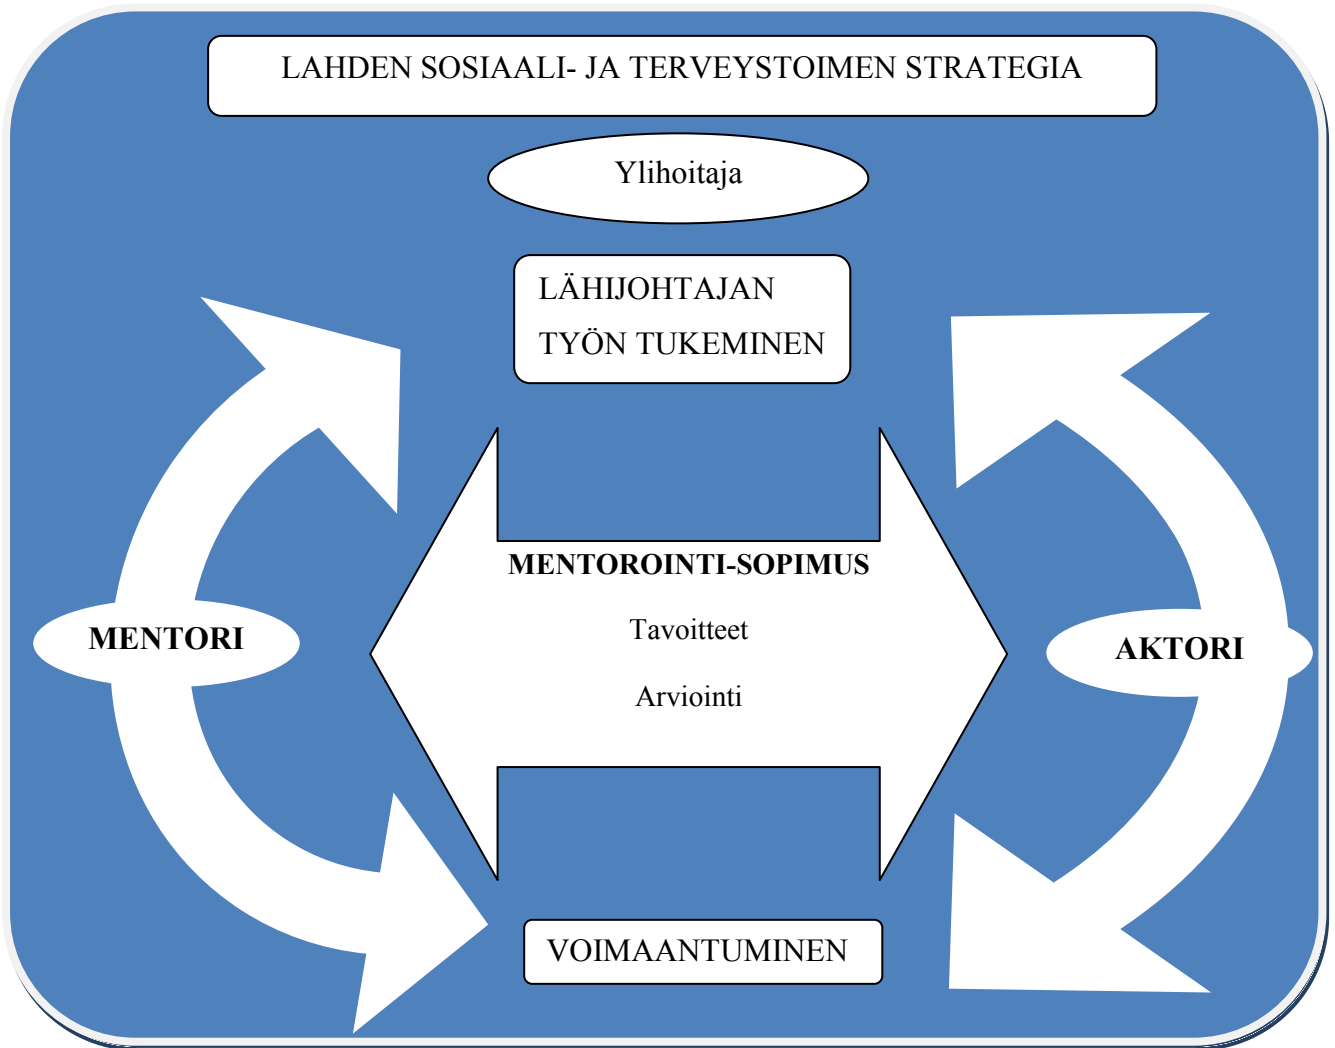 LAHDEN SOSIAALI- JA TERVEYSTOIMEN STRATEGIA
Ylihoitaja
LÄHIJOHTAJAN
TYÖN TUKEMINEN
MENTOROINTI-SOPIMUS
Tavoitteet
MENTORI
AKTORI
Arviointi
VOIMAANTUMINEN